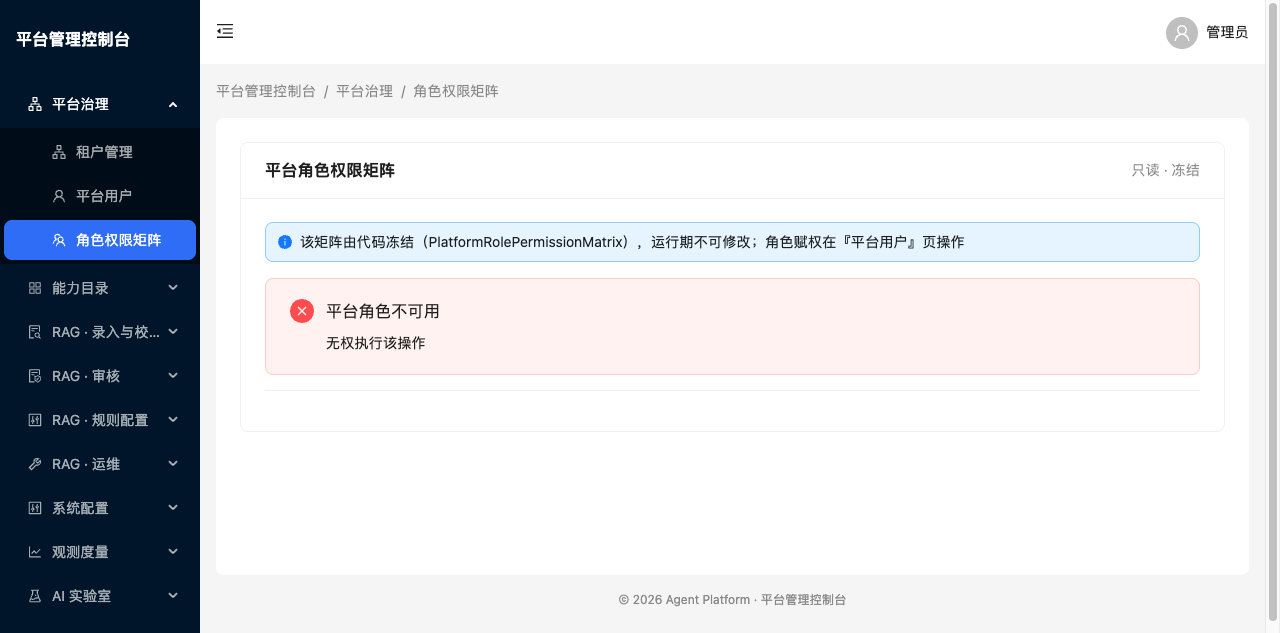 平台管理控制台
管理员
平台治理
租户管理
平台用户
角色权限矩阵
能力目录
RAG · 录入与校...
RAG · 审核
RAG · 规则配置
RAG · 运维
系统配置
观测度量
AI 实验室
平台管理控制台 / 平台治理 / 角色权限矩阵
平台角色权限矩阵
只读 · 冻结
该矩阵由代码冻结（PlatformRolePermissionMatrix），运行期不可修改；角色赋权在『平台用户』页操作
平台角色不可用
无权执行该操作
© 2026 Agent Platform · 平台管理控制台